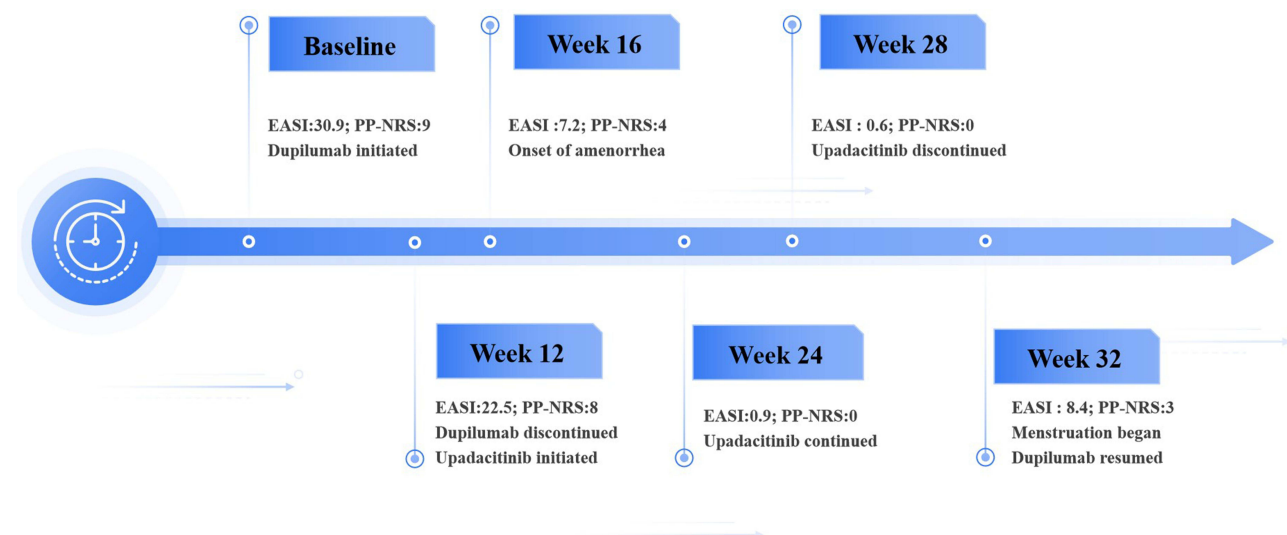 Baseline
EASI:30.9; PP-NRS:9
Dupilumab initiated
Week 12
EASI:22.5; PP-NRS:8
Dupilumab discontinued
Upadacitinib initiated
Week 16
EASI :7.2; PP-NRS:4
Onset of amenorrhea
Week 24
EASI:0.9; PP-NRS:0
Upadacitinib continued
Week 28
EASI : 0.6; PP-NRS:0
Upadacitinib discontinued
Week 32
EASI : 8.4; PP-NRS:3
Menstruation began
Dupilumab resumed